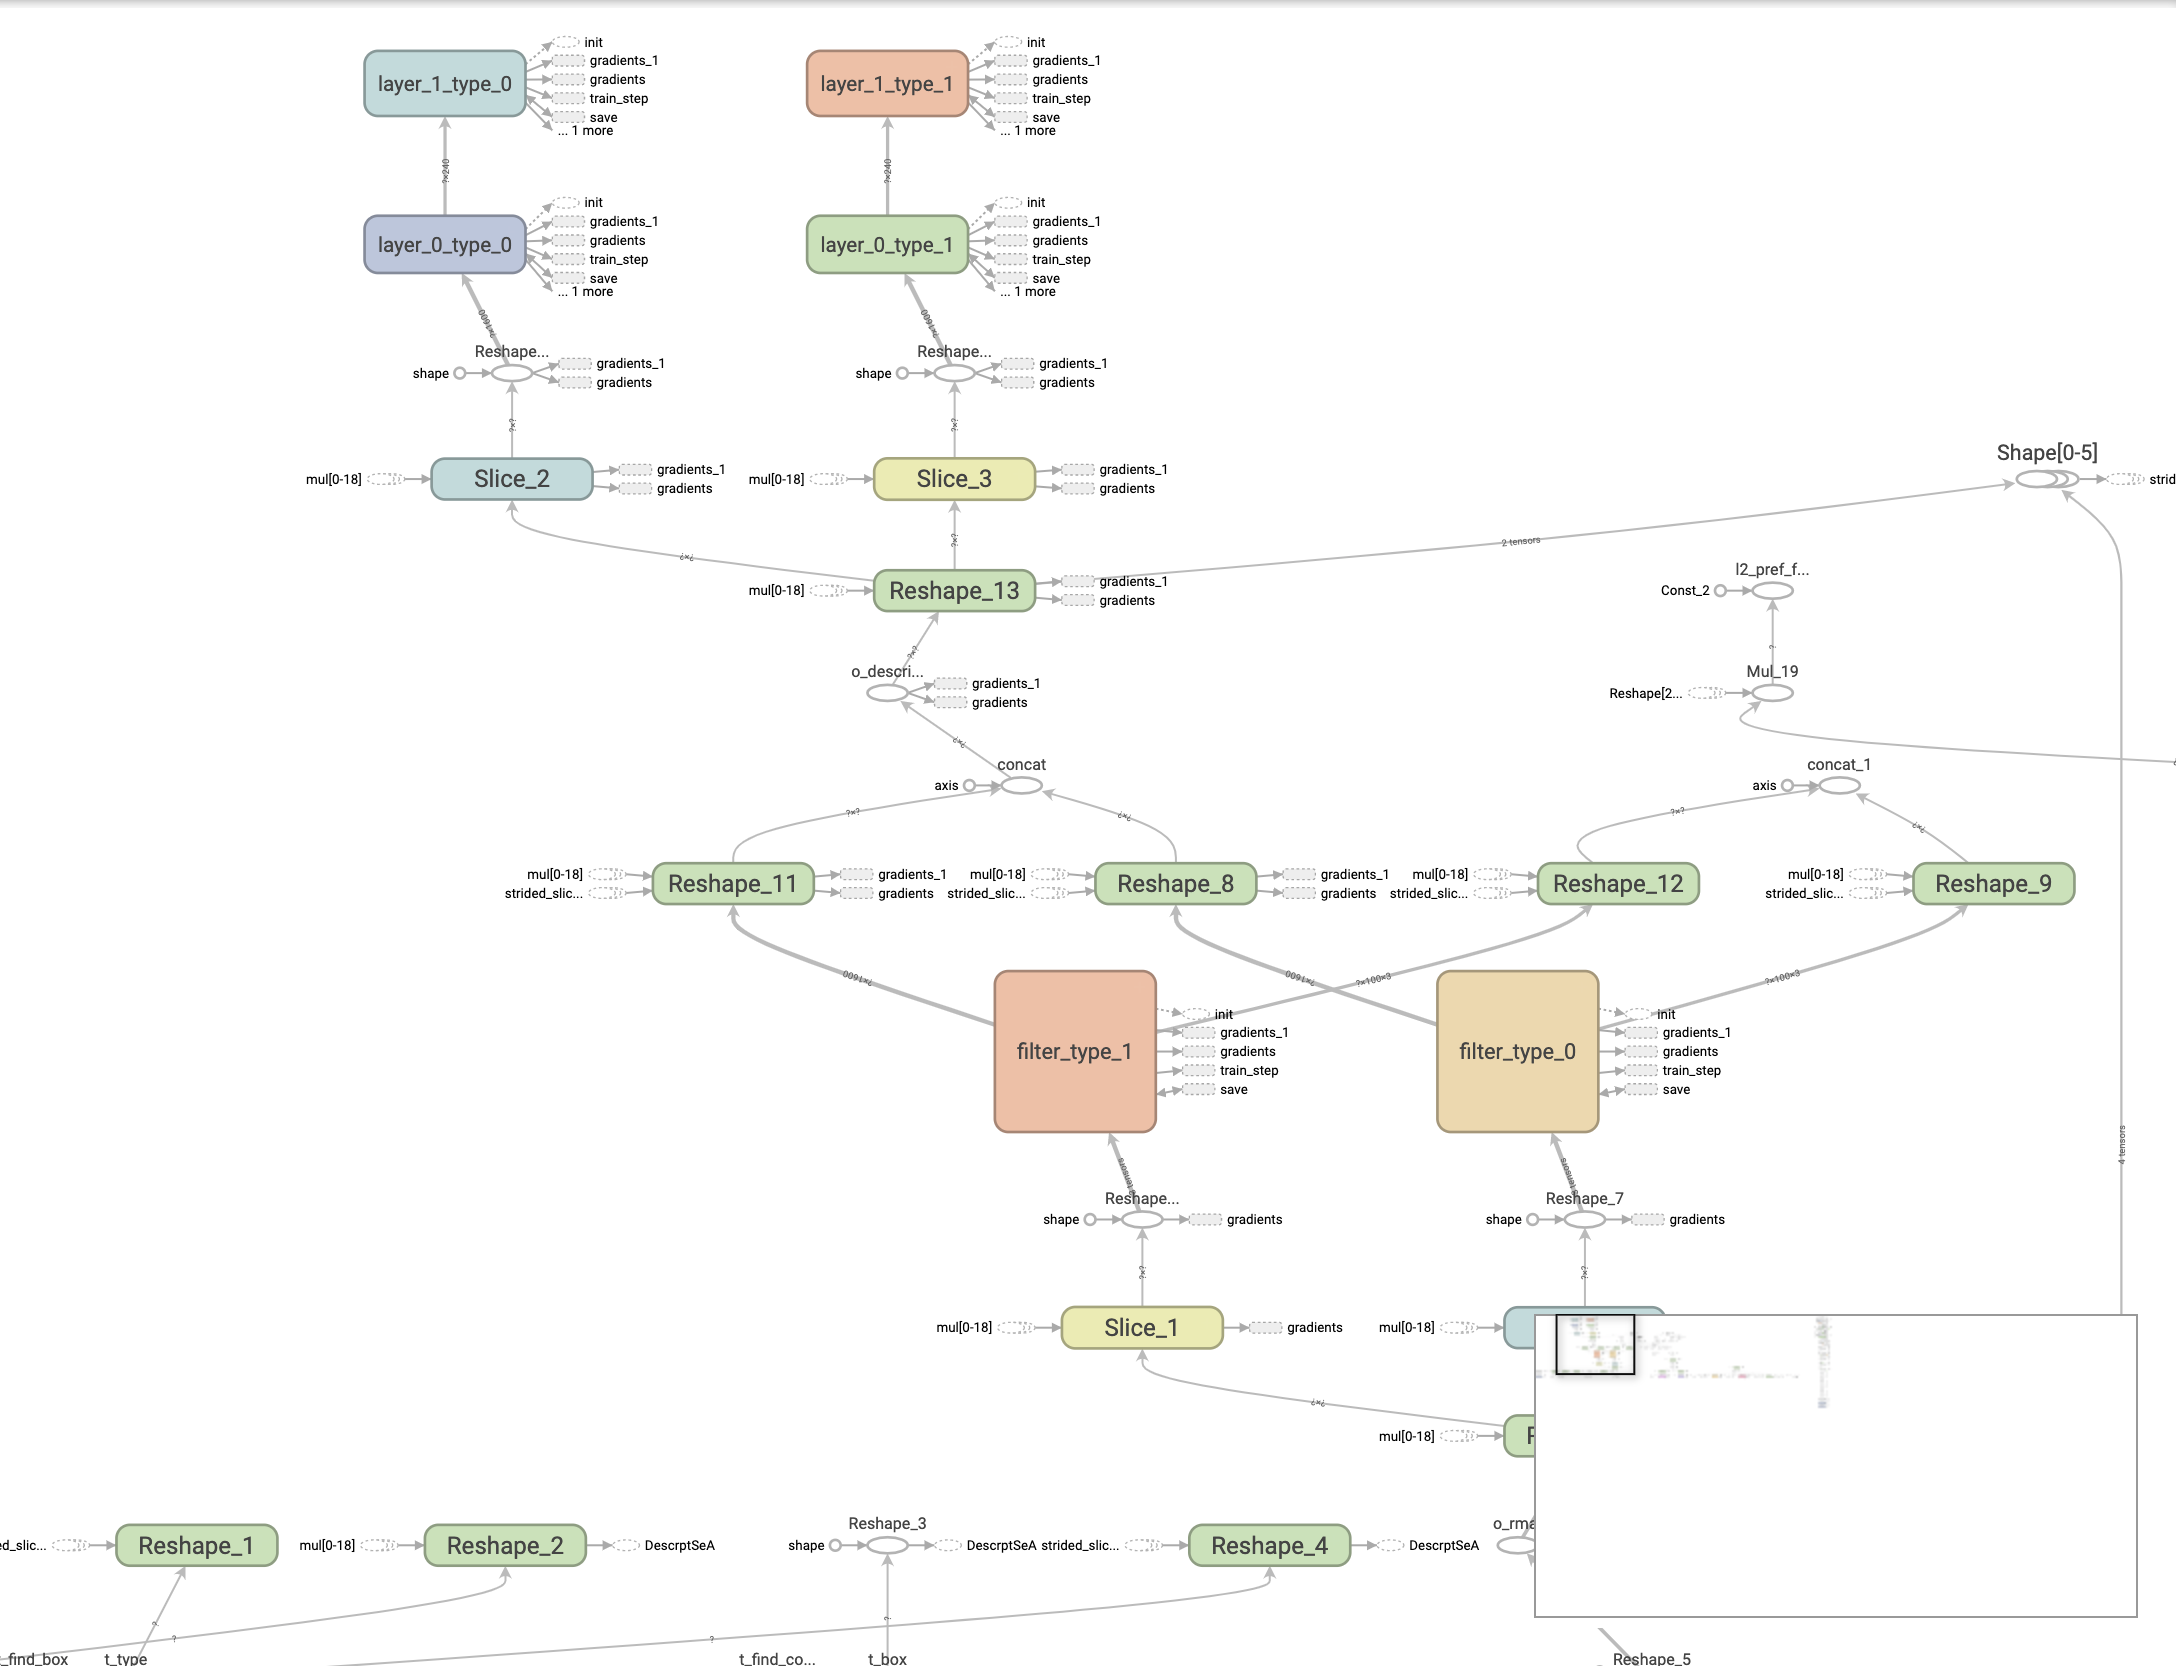 init
gradients_1
layer_1_type_0
gradients
train_step
save
... 1 more
init
gradients_1
layer_1_type_1
gradients
train_step
save
... 1 more
?×240
?×240
init
gradients_1
layer_0_type_0
gradients
train_step
save
... 1 more
init
gradients_1
layer_0_type_1
gradients
train_step
save
... 1 more
?×1600
?×1600
Reshape...
shape
gradients_1
gradients
Reshape...
shape
gradients_1
gradients
?×?
?×?
mul[0-18]
Slice_2
gradients_1
gradients
mul[0-18]
Slice_3
gradients_1
gradients
Shape[0-5]
strid
?×?
?×?
2 tensors
mul[0-18]
Reshape_13
gradients_1
gradients
l2_pref_f...
Const_2
?×?
?
o_descri...
gradients_1
gradients
Mul_19
Reshape[2...
?×?
concat
axis
concat_1
axis
?×?
?×?
?×?
?×?
mul[0-18]
strided_slic...
Reshape_11
gradients_1
gradients
mul[0-18]
strided_slic...
Reshape_8
gradients_1
gradients
mul[0-18]
strided_slic...
Reshape_12
mul[0-18]
strided_slic...
Reshape_9
?×1600
?×1600
?×100×3
?×100×3
filter_type_1
init
gradients_1
gradients
train_step
save
filter_type_0
init
gradients_1
gradients
train_step
save
4 tensors
tensors
tensors
Reshape...
shape
gradients
Reshape_7
shape
gradients
?×?
?×?
mul[0-18]
Slice_1
gradients
mul[0-18]
?×?
mul[0-18]
ed_slic...
Reshape_1
mul[0-18]
Reshape_2
DescrptSeA
Reshape_3
shape
DescrptSeA
strided_slic...
Reshape_4
DescrptSeA
o_rma
?
?
?
?
_find_box
t_type
t_find_co...
t_box
Reshape_5